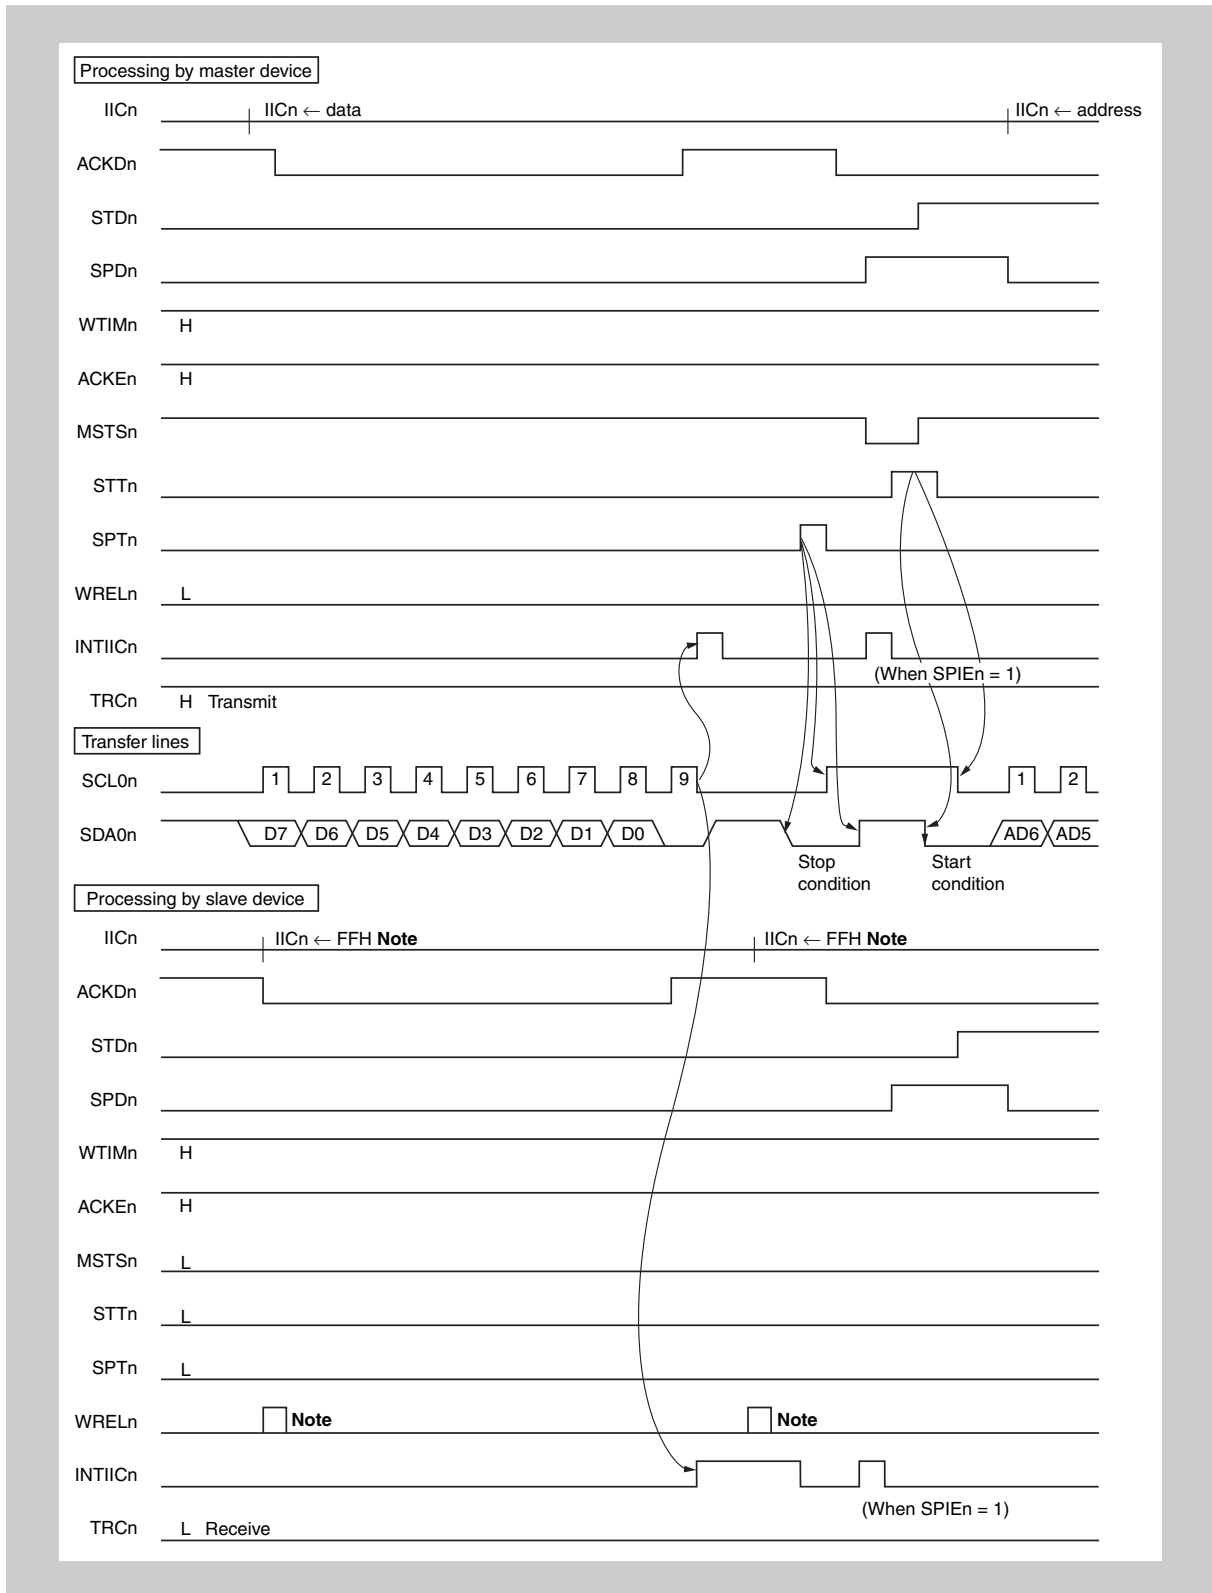 Processing by master device
IICn IICn ← data IICn ← address
ACKDn
STDn
SPDn
WTIMn H
ACKEn H
MSTSn
STTn
SPTn
WRELn L
INTIICn
(When SPIEn = 1)
TRCn H Transmit
Transfer lines
SCL0n 1 2 3 4 5 6 7 8 9 1 2
SDA0n D7 D6 D5 D4 D3 D2 D1 D0 AD6 AD5
Stop condition
Start condition
Processing by slave device
IICn IICn ← FFH Note IICn ← FFH Note
ACKDn
STDn
SPDn
WTIMn H
ACKEn H
MSTSn L
STTn L
SPTn L
WRELn Note Note
INTIICn
(When SPIEn = 1)
TRCn L Receive